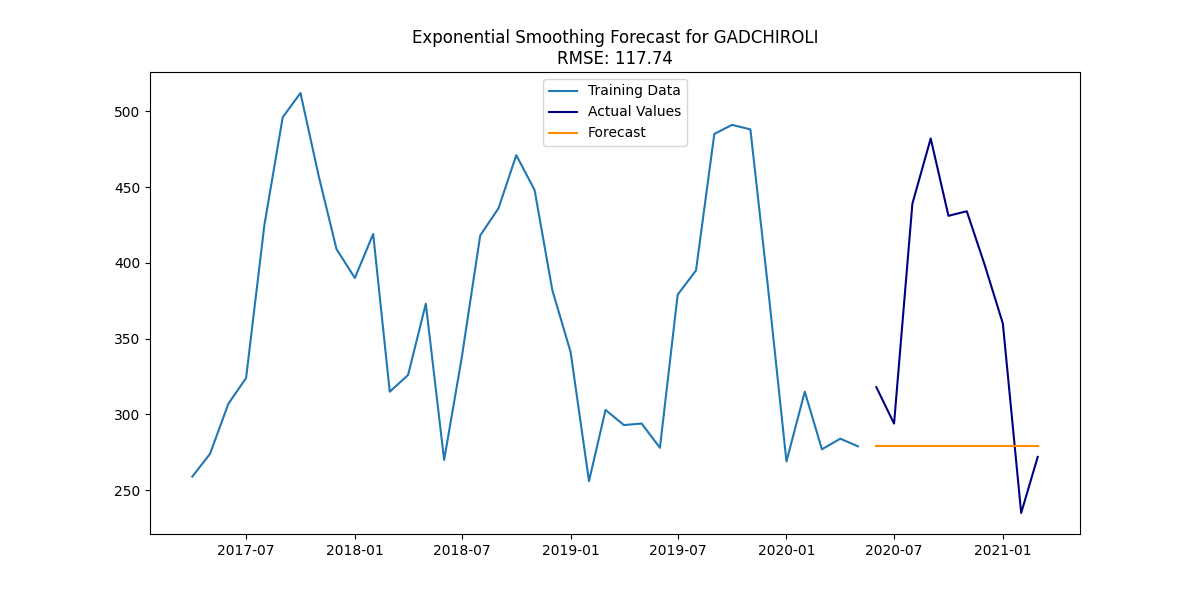 Exponential Smoothing Forecast for GADCHIROLI
RMSE: 117.74
Training Data
Actual Values
Forecast
500
450
400
350
300
250
2017-07
2018-01
2018-07
2019-01
2019-07
2020-01
2020-07
2021-01